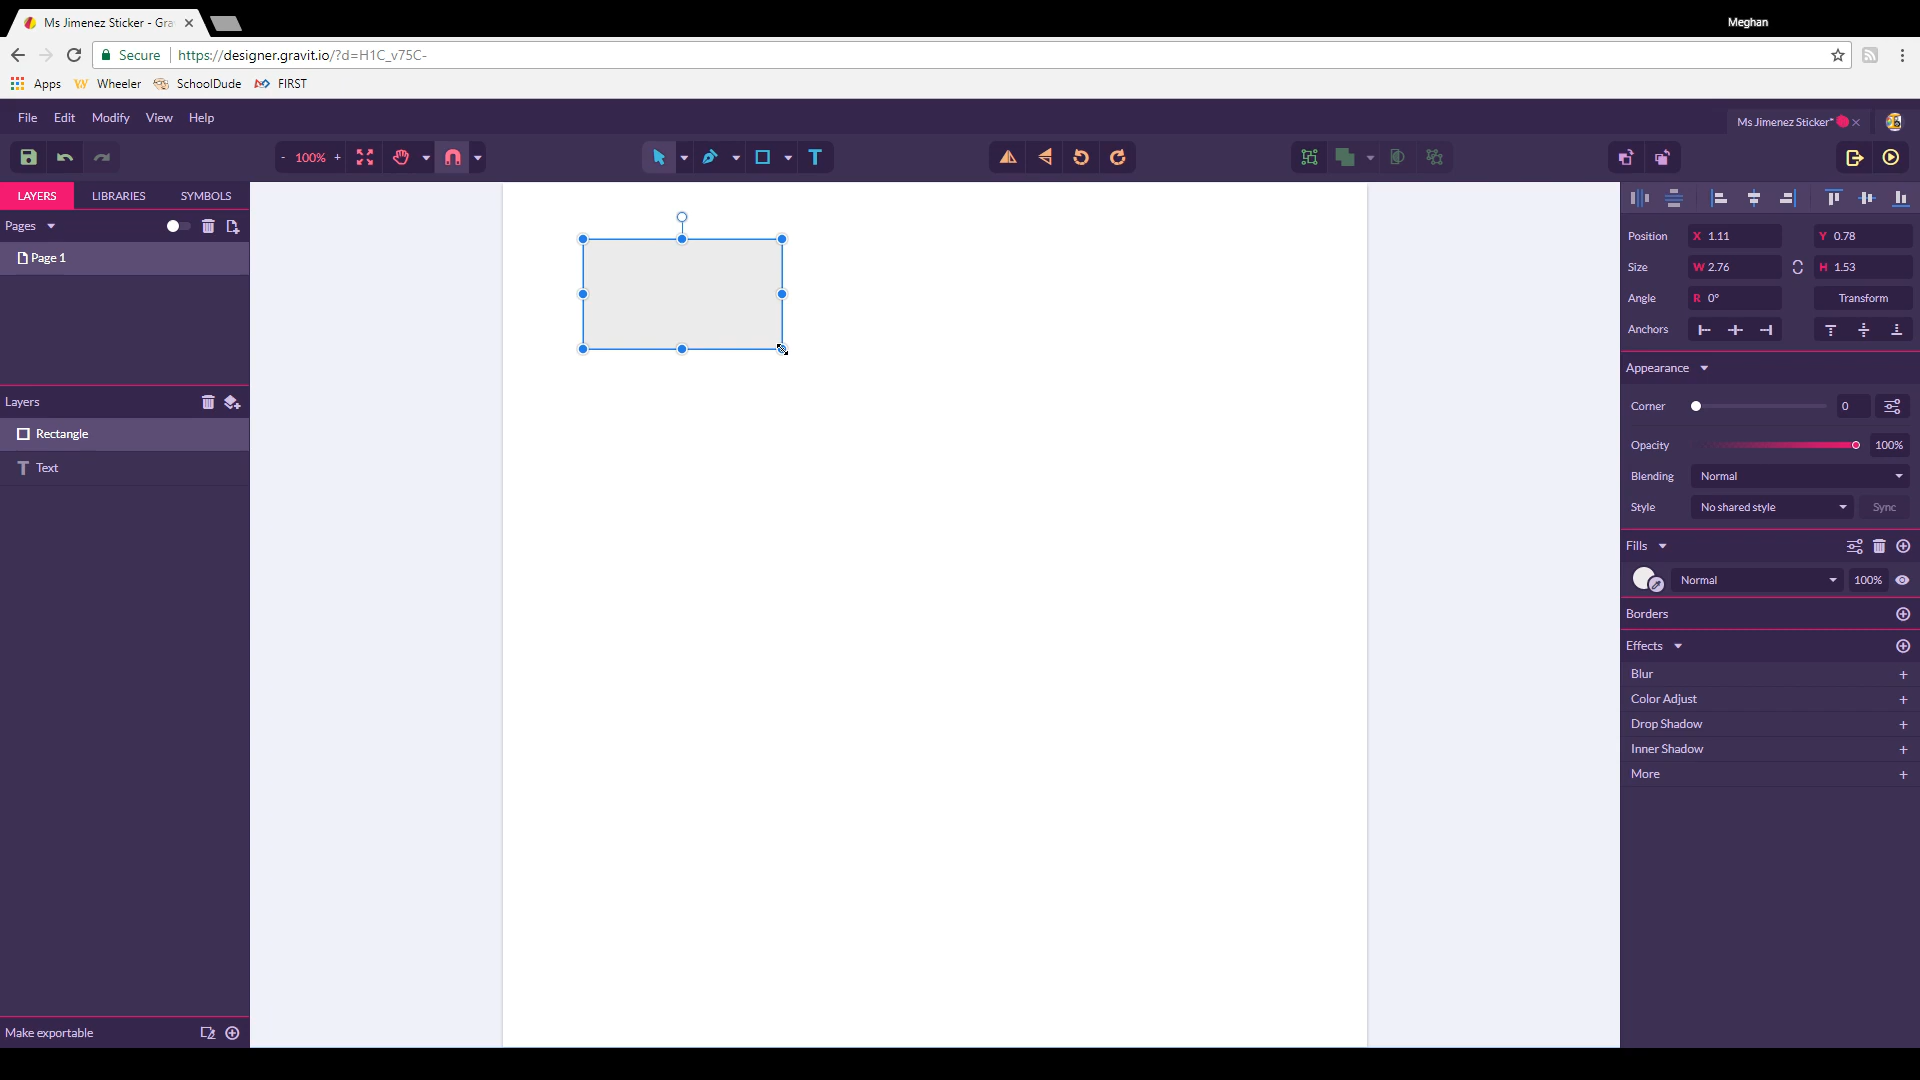 Meghan
Ms Jimenez Sticker - Gra
Secure https://designer.gravit.io/?d=H1C_v75C-
Apps Wheeler SchoolDude FIRST
File Edit Modify View Help
Ms Jimenez Sticker*
- 100% +
LAYERS LIBRARIES SYMBOLS
Pages
Page 1
Layers
Rectangle
Text
Make exportable
Position X 1.11 Y 0.78
Size W 2.76 H 1.53
Angle R 0° Transform
Anchors
Appearance
Corner 0
Opacity 100%
Blending Normal
Style No shared style Sync
Fills
Normal 100%
Borders
Effects
Blur +
Color Adjust +
Drop Shadow +
Inner Shadow +
More +